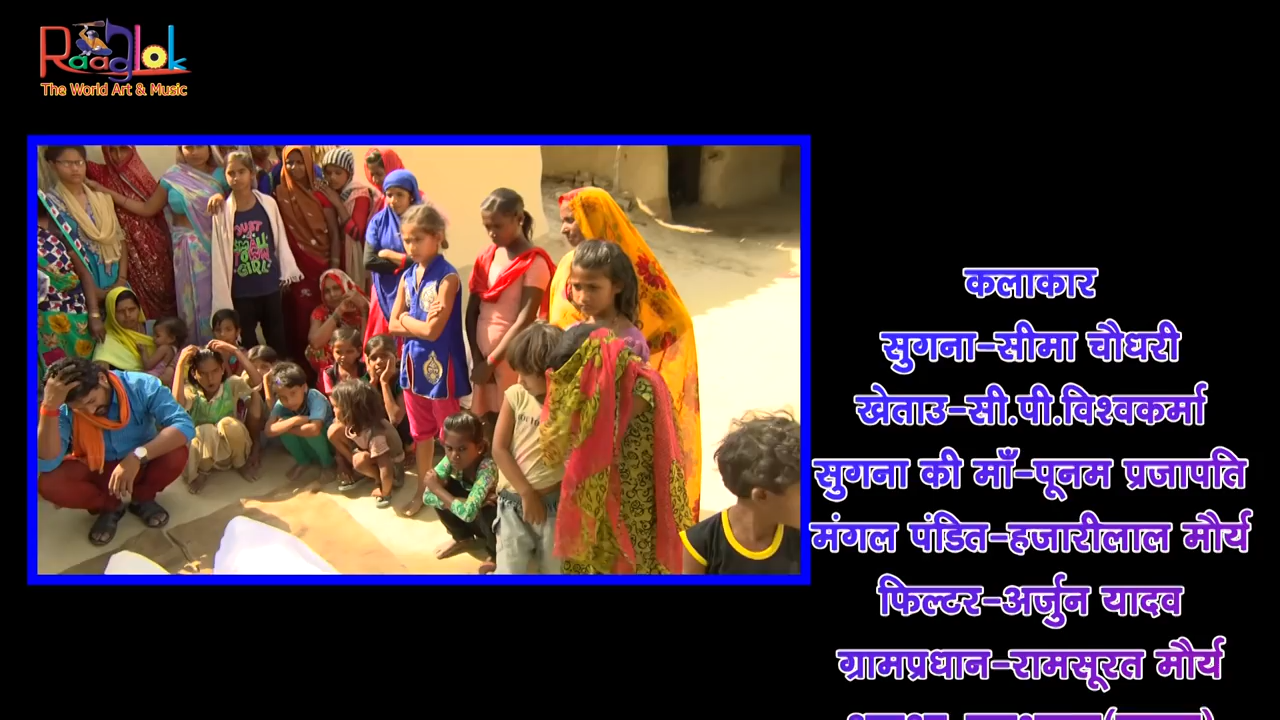 Raaglok
The World Art & Music
GIRL
कलाकार
सुगना-सीमा चौधरी
खेताउ-सी.पी.विश्वकर्मा
सुगना की माँ-पूनम प्रजापति
मंगल पंडित-हजारीलाल मौर्य
फिल्टर-अर्जुन यादव
ग्रामप्रधान-रामसूरत मौर्य